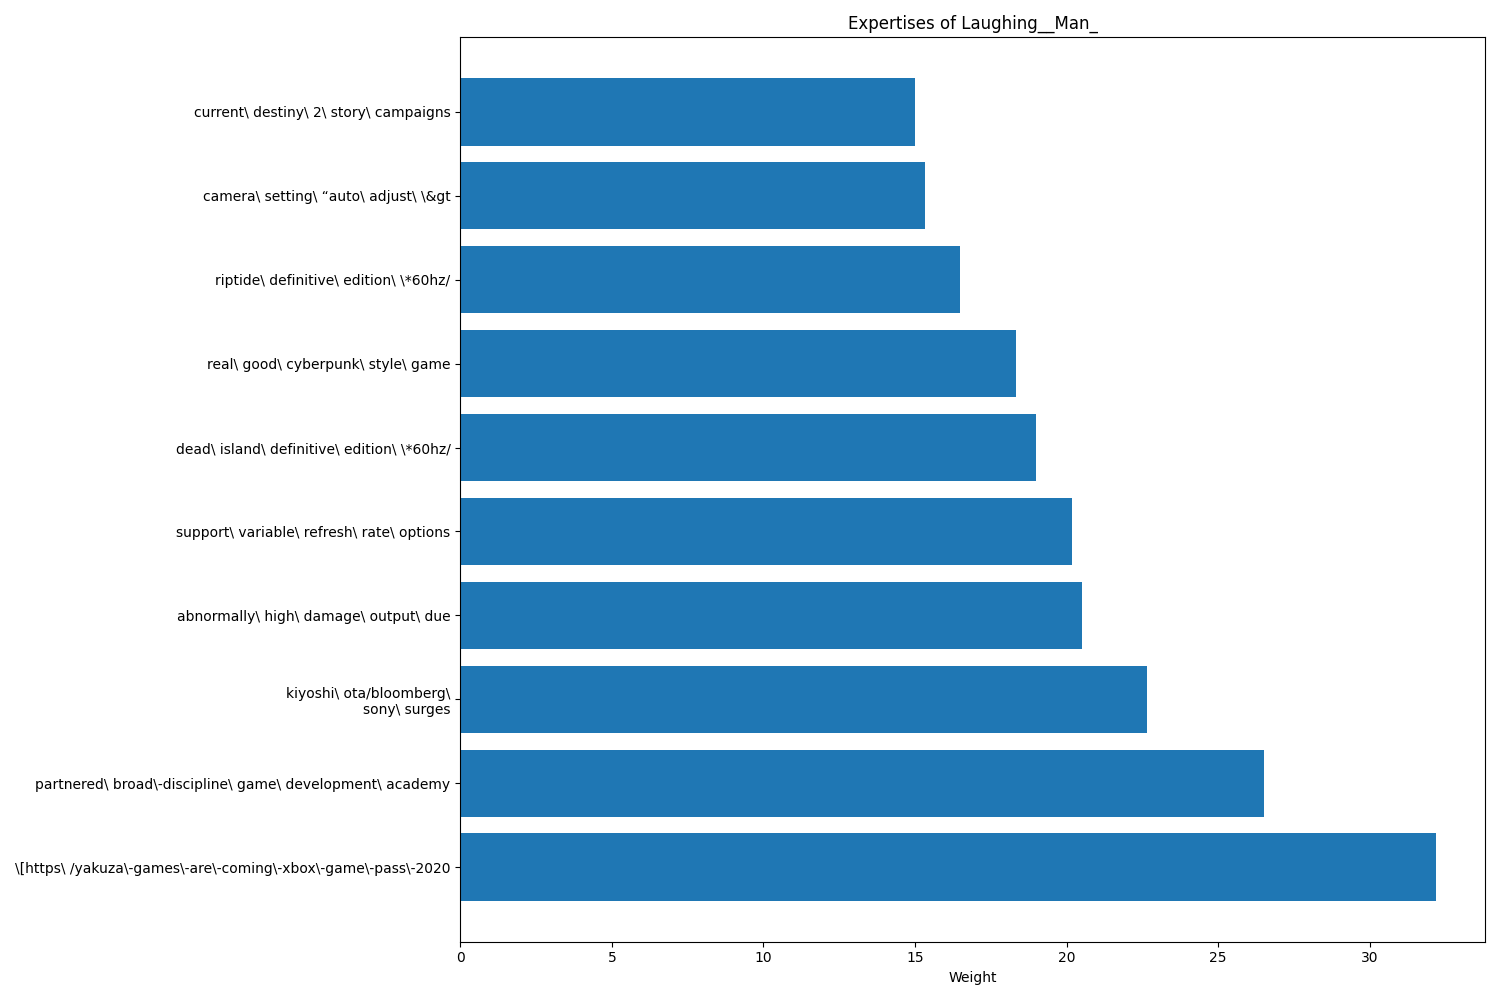 Expertises of Laughing__Man_
current\ destiny\ 2\ story\ campaigns
camera\ setting\ “auto\ adjust\ \&gt
riptide\ definitive\ edition\ \*60hz/
real\ good\ cyberpunk\ style\ game
dead\ island\ definitive\ edition\ \*60hz/
support\ variable\ refresh\ rate\ options
abnormally\ high\ damage\ output\ due
kiyoshi\ ota/bloomberg\
sony\ surges
partnered\ broad\-discipline\ game\ development\ academy
\[https\ /yakuza\-games\-are\-coming\-xbox\-game\-pass\-2020
0 5 10 15 20 25 30
Weight